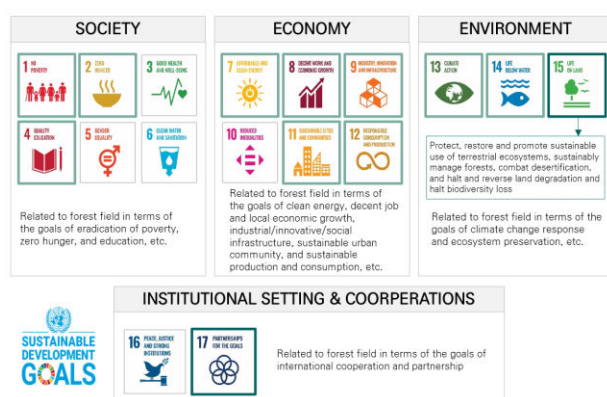 SOCIETY
1 NO
POVERTY
2 ZERO
HUNGER
3 GOOD HEALTH
AND WELL-BEING
4 QUALITY
EDUCATION
5 GENDER
EQUALITY
6 CLEAN WATER
AND SANITATION
Related to forest field in terms of
the goals of eradication of poverty,
zero hunger, and education, etc.
ECONOMY
7 AFFORDABLE AND
CLEAN ENERGY
8 DECENT WORK AND
ECONOMIC GROWTH
9 INDUSTRY, INNOVATION
AND INFRASTRUCTURE
10 REDUCED
INEQUALITIES
11 SUSTAINABLE CITIES
AND COMMUNITIES
12 RESPONSIBLE
CONSUMPTION
AND PRODUCTION
Related to forest field in terms of
the goals of clean energy, decent job
and local economic growth,
industrial/innovative/social
infrastructure, sustainable urban
community, and sustainable
production and consumption, etc.
ENVIRONMENT
13 CLIMATE
ACTION
14 LIFE
BELOW WATER
15 LIFE
ON LAND
Protect, restore and promote sustainable
use of terrestrial ecosystems, sustainably
manage forests, combat desertification,
and halt and reverse land degradation and
halt biodiversity loss
Related to forest field in terms of the
goals of climate change response
and ecosystem preservation, etc.
SUSTAINABLE
DEVELOPMENT
GOALS
INSTITUTIONAL SETTING & COORPERATIONS
16 PEACE, JUSTICE
AND STRONG
INSTITUTIONS
17 PARTNERSHIPS
FOR THE GOALS
Related to forest field in terms of the goals of
international cooperation and partnership